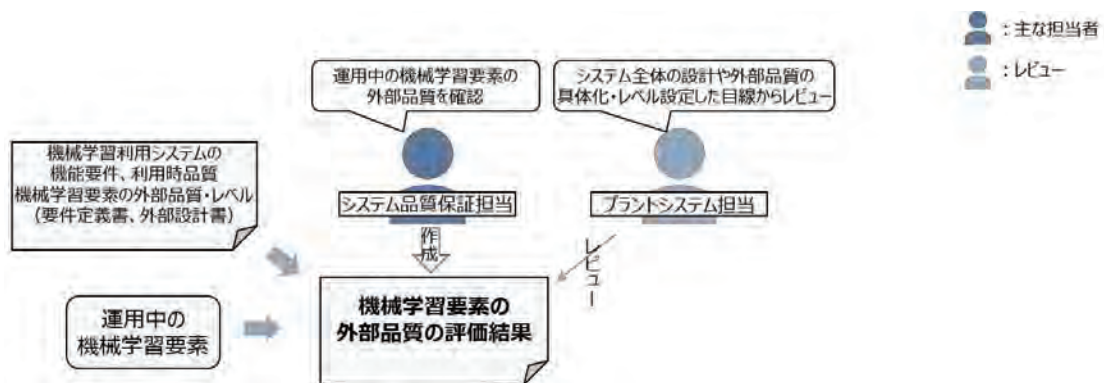 ：主な担当者
：レビュー
運用中の機械学習要素の
外部品質を確認
システム全体の設計や外部品質の
具体化・レベル設定した目線からレビュー
機械学習利用システムの
機能要件、利用時品質
機械学習要素の外部品質・レベル
（要件定義書、外部設計書）
システム品質保証担当
プラントシステム担当
作成
レビュー
運用中の
機械学習要素
機械学習要素の
外部品質の評価結果